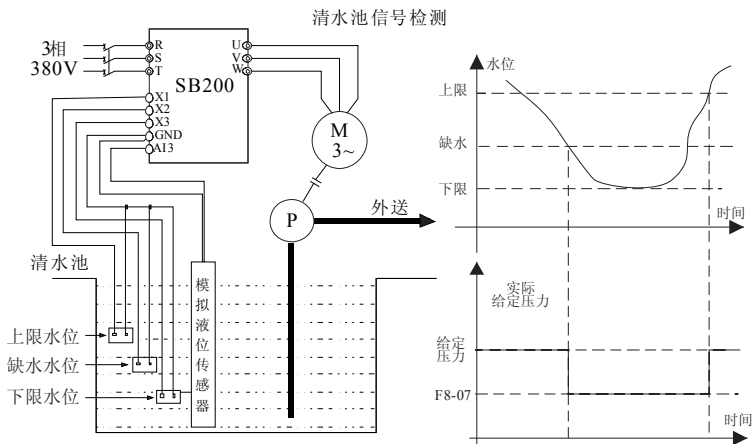 清水池信号检测
3相
380V
R
S
T
U
V
W
SB200
X1
X2
X3
GND
AI3
M
3~
P
外送
清水池
模拟液位传感器
上限水位
缺水水位
下限水位
水位
上限
缺水
下限
时间
实际
给定压力
给定
压力
F8-07
时间